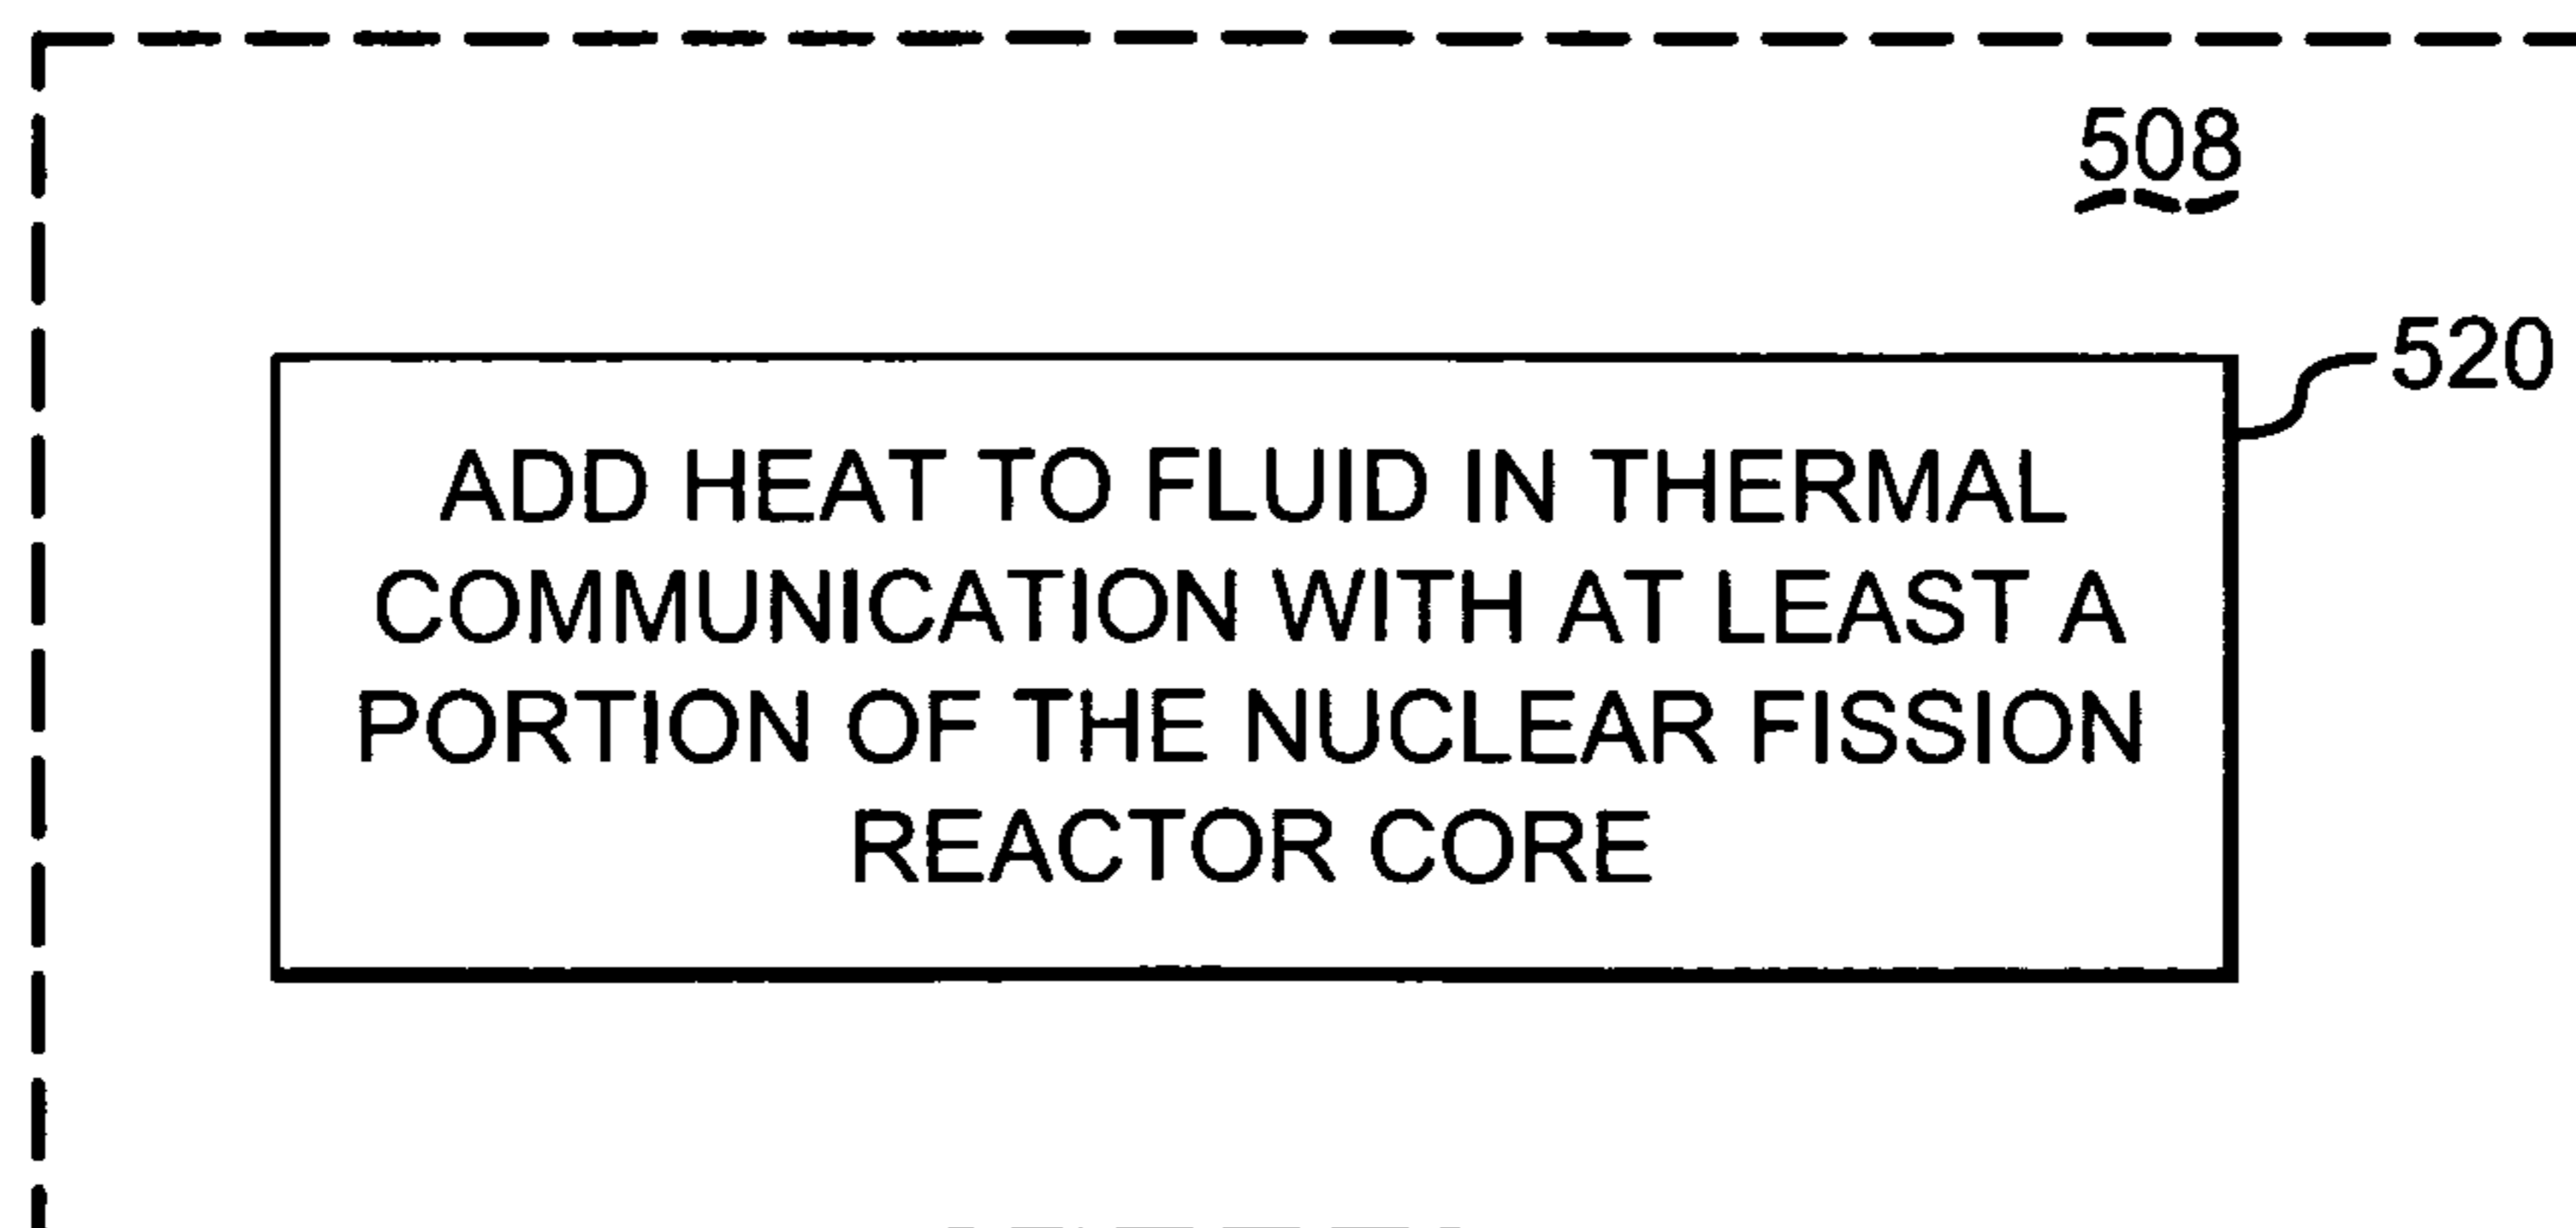 508
520
ADD HEAT TO FLUID IN THERMAL
COMMUNICATION WITH AT LEAST A
PORTION OF THE NUCLEAR FISSION
REACTOR CORE